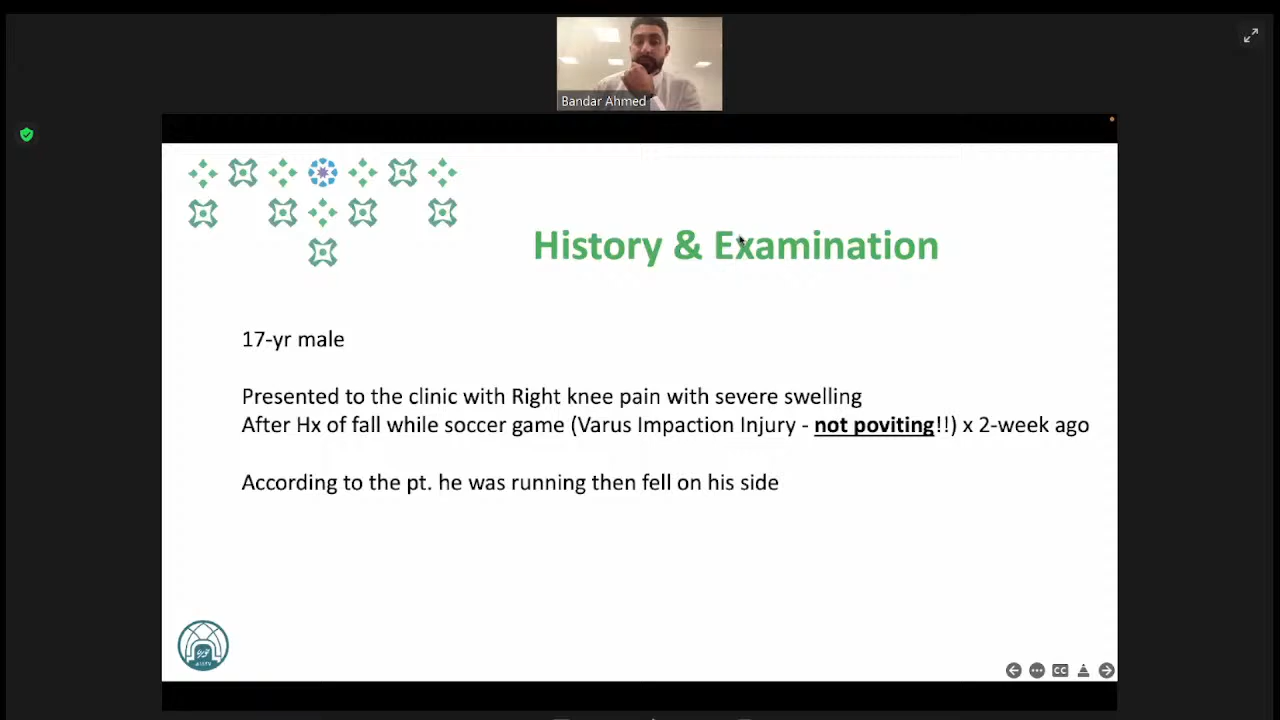 Bandar Ahmed
History & Examination
17-yr male
Presented to the clinic with Right knee pain with severe swelling
After Hx of fall while soccer game (Varus Impaction Injury - not poviting!!) x 2-week ago
According to the pt. he was running then fell on his side
CC